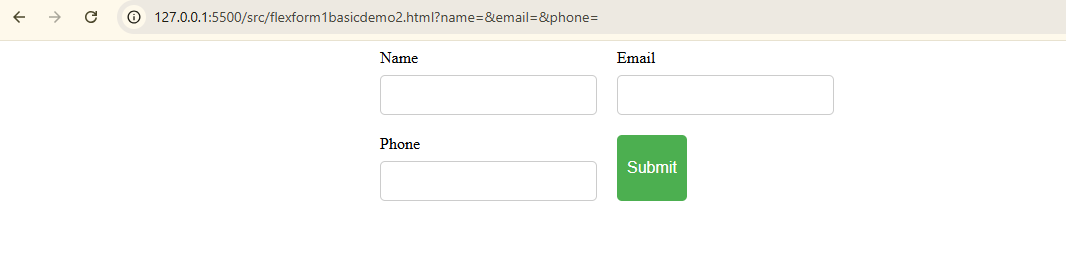 127.0.0.1:5500/src/flexform1basicdemo2.html?name=&email=&phone=
Name Email
Phone
Submit